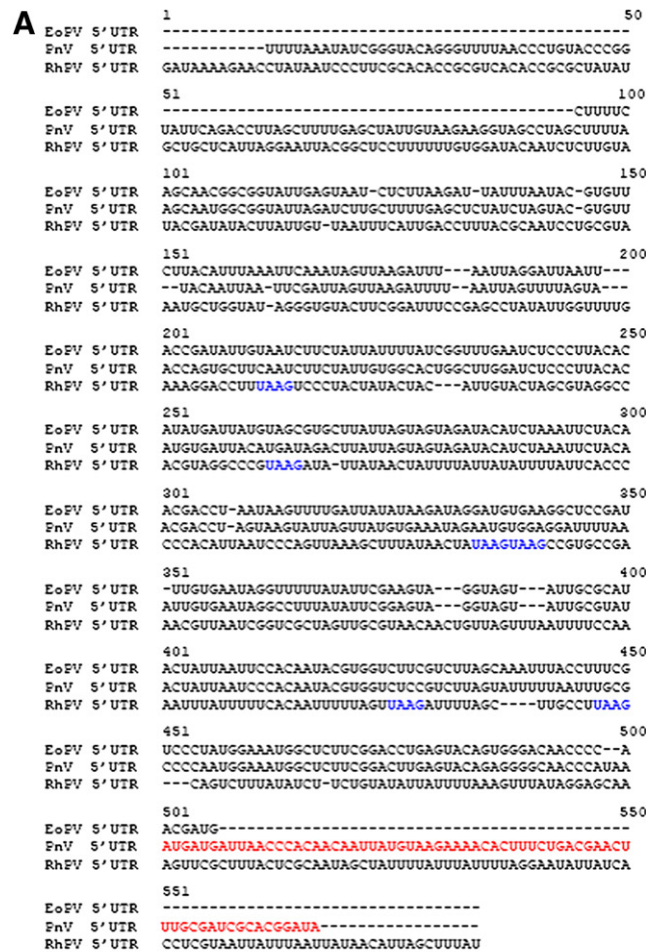 A
1 50
EoPV 5'UTR --------------------------------------------------
PnV 5'UTR -----------UUUUAAAUAUCGGGUACAGGGUUUUAACCCUGUACCCGG
RhPV 5'UTR GAUAAAAGAACCUAUAAUCCCUUCGCACACCGCGUCACACCGCGCUAUAU
51 100
EoPV 5'UTR --------------------------------------------CUUUUC
PnV 5'UTR UAUUCAGACCUUAGCUUUUGAGCUAUUGUAAGAAGGUAGCCUAGCUUUUA
RhPV 5'UTR GCUGCUCAUUAGGAAUUACGGCUCCUUUUUUGUGGAUACAAUCUCUUGUA
101 150
EoPV 5'UTR AGCAACGGCGGUAUUGAGUAAU-CUCUUAAGAU-UAUUUAAUAC-GUGUU
PnV 5'UTR AGCAAUGGCGGUAUUAGAUCUUGCUUUUGAGCUCUAUCUAGUAC-GUGUU
RhPV 5'UTR UACGAUAUACUUAUUGU-UAAUUUCAUUGACCUUUACGCAAUCCUGCGUA
151 200
EoPV 5'UTR CUUACAUUUAAAUUCAAAUAGUUAAGAUUU---AAUUAGGAUUAAUU---
PnV 5'UTR --UACAAUUAA-UUCGAUUAGUUAAGAUUUU--AAUUAGUUUUAGUA---
RhPV 5'UTR AAUGCUGGUAU-AGGGUGUACUUCGGAUUUCCGAGCCUAUAUUGGUUUUG
201 250
EoPV 5'UTR ACCGAUAUUGUAAUCUUCUAUUAUUUUAUCGGUUUGAAUCUCCCUUACAC
PnV 5'UTR ACCAGUGCUUCAAUCUUCUAUUGUGGCACUGGCUUGGAUCUCCCUUACAC
RhPV 5'UTR AAAGGACCUUUAAGUCCCUACUAUACUAC---AUUGUACUAGCGUAGGCC
251 300
EoPV 5'UTR AUAUGAUUAUGUAGCGUGCUUAUUAGUAGUAGAUACAUCUAAAUUCUACA
PnV 5'UTR AUGUGAUUACAUGAUAGACUUAUUAGUAGUAGAUACAUCUAAAUUCUACA
RhPV 5'UTR ACGUAGGCCCGUAAGAUA-UUAUAACUAUUUUAUUAUAUUUUAUUCACCC
301 350
EoPV 5'UTR ACGACCU-AAUAAGUUUUGAUUAUAUAAGAUAGGAUGUGAAGGCUCCGAU
PnV 5'UTR ACGACCU-AGUAAGUAUUAGUUAUGUGAAAUAGAAUGUGGAGGAUUUUAA
RhPV 5'UTR CCCACAUUAAUCCCAGUUAAAGCUUUAUAACUAUAAGUAAGCCGUGCCGA
351 400
EoPV 5'UTR -UUGUGAAUAGGUUUUUAUAUUCGAAGUA---GGUAGU---AUUGCGCAU
PnV 5'UTR AUUGUGAAUAGGCCUUUAUAUUCGGAGUA---GGUAGU---AUUGCGUAU
RhPV 5'UTR AACGUUAAUCGGUCGCUAGUUGCGUAACAACUGUUAGUUUAAUUUUCCAA
401 450
EoPV 5'UTR ACUAUUAAUUCCACAAUACGUGGUCUUCGUCUUAGCAAAUUUACCUUUCG
PnV 5'UTR ACUAUUAAUCCCACAAUACGUGGUCUCCGUCUUAGUAUUUUUAAUUUGCG
RhPV 5'UTR AAUUUAUUUUUCACAAUUUUUAGUUAAGAUUUUAGC----UUGCCUUAAG
451 500
EoPV 5'UTR UCCCUAUGGAAAUGGCUCUUCGGACCUGAGUACAGUGGGACAACCCC--A
PnV 5'UTR CCCCAAUGGAAAUGGCUCUUCGGACUUGAGUACAGAGGGGCAACCCAUAA
RhPV 5'UTR ---CAGUCUUUAUAUCU-UCUGUAUAUUAUUUUAAAGUUUAUAGGAGCAA
501 550
EoPV 5'UTR ACGAUG--------------------------------------------
PnV 5'UTR AUGAUGAUUAACCCACAACAAUUAUGUAAGAAAACACUUUCUGACGAACU
RhPV 5'UTR AGUUCGCUUUACUCGCAAUAGCUAUUUUAUUUAUUUUAGGAAUAUUAUCA
551
EoPV 5'UTR ----------------------------------
PnV 5'UTR UUGCGAUCGCACGGAUA-----------------
RhPV 5'UTR CCUCGUAAUUAUUUAAUUAUAACAUUAGCUUUAU